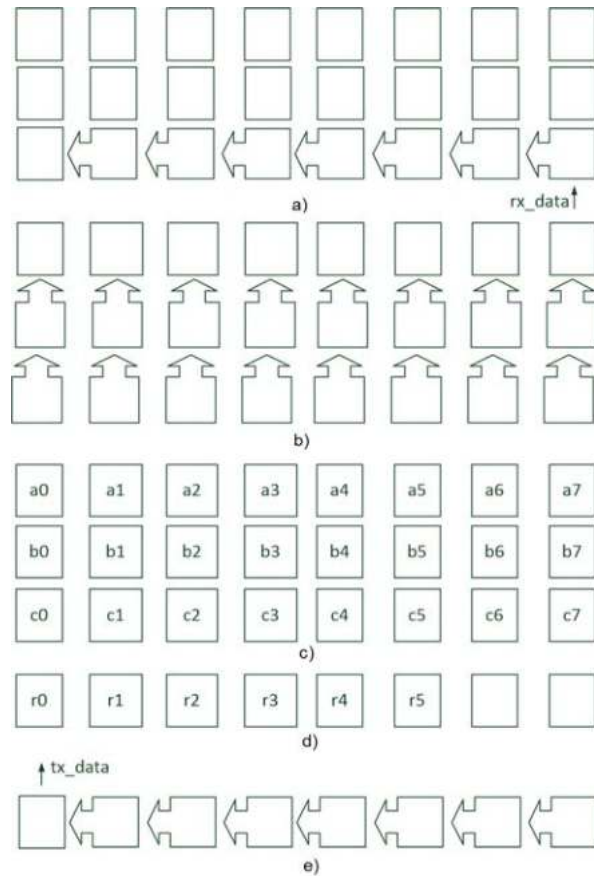 rx_data
a)
b)
a0 a1 a2 a3 a4 a5 a6 a7
b0 b1 b2 b3 b4 b5 b6 b7
c0 c1 c2 c3 c4 c5 c6 c7
c)
r0 r1 r2 r3 r4 r5
d)
tx_data
e)